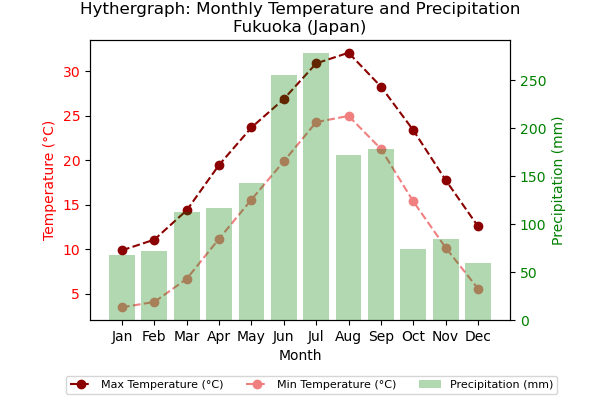 Hythergraph: Monthly Temperature and Precipitation
Fukuoka (Japan)
Temperature (°C)
30
25
20
15
10
5
Precipitation (mm)
250
200
150
100
50
0
Jan Feb Mar Apr May Jun Jul Aug Sep Oct Nov Dec
Month
Max Temperature (°C) Min Temperature (°C) Precipitation (mm)